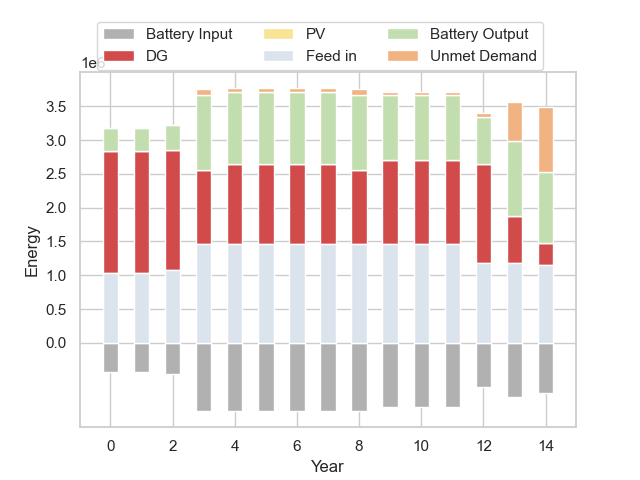 Battery Input PV Battery Output
DG Feed in Unmet Demand
1e6
3.5
3.0
2.5
2.0
1.5
1.0
0.5
0.0
Energy
0 2 4 6 8 10 12 14
Year